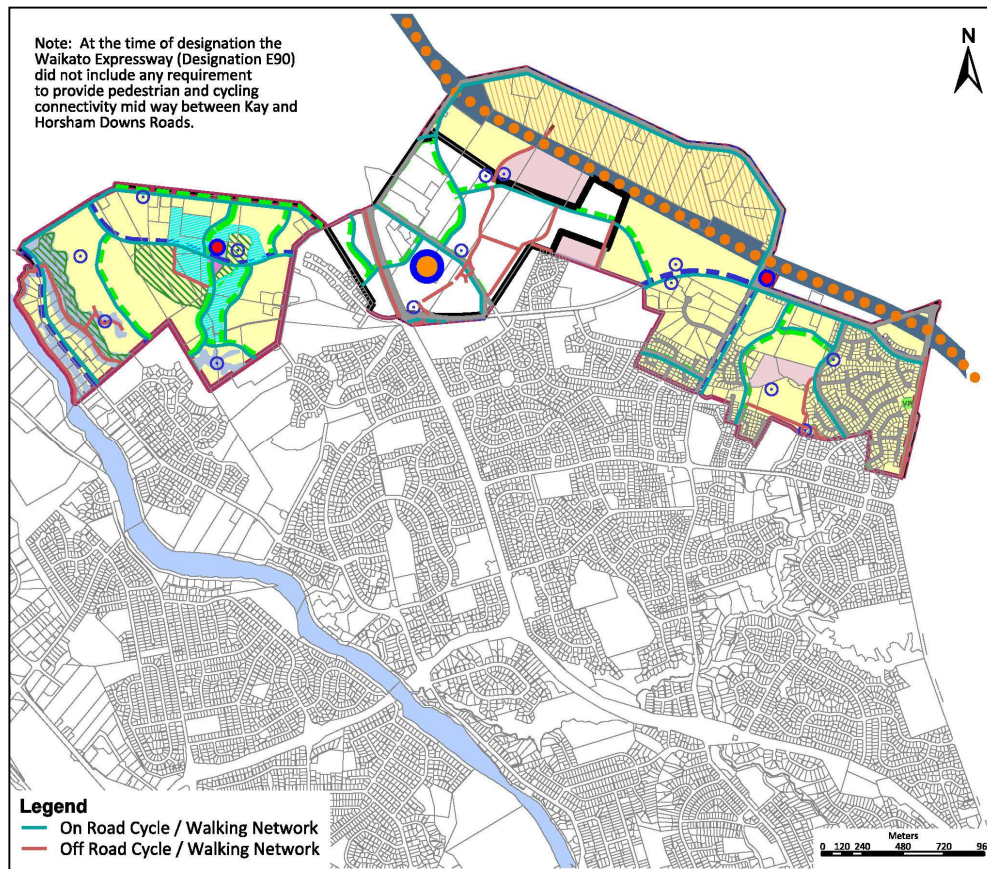 Note: At the time of designation the
Waikato Expressway (Designation E90)
did not include any requirement
to provide pedestrian and cycling
connectivity mid way between Kay and
Horsham Downs Roads.
N
VP
Legend
On Road Cycle / Walking Network
Off Road Cycle / Walking Network
Meters
0 120 240 480 720 96